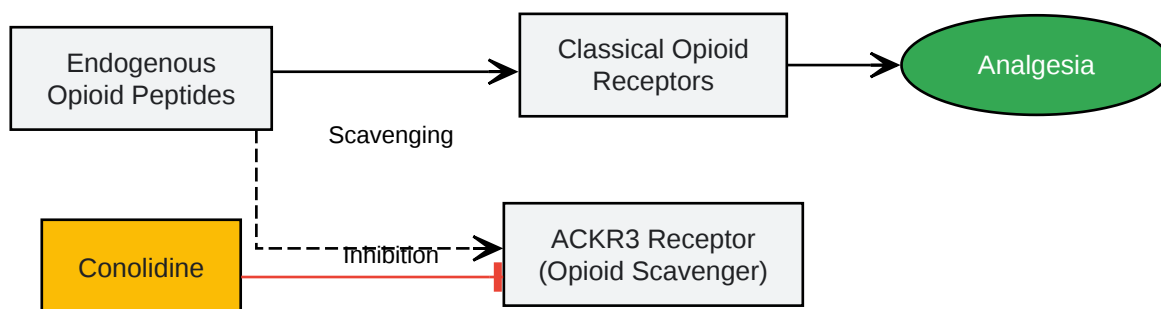 Endogenous
Opioid Peptides
Classical Opioid
Receptors
Analgesia
Scavenging
Conolidine
Inhibition
ACKR3 Receptor
(Opioid Scavenger)